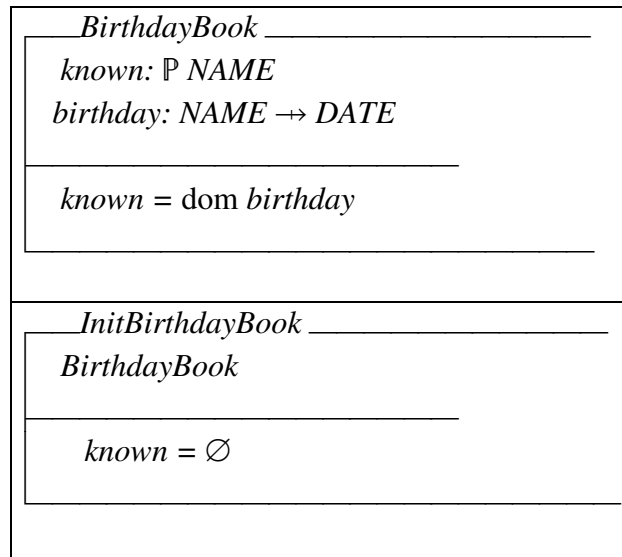 BirthdayBook
known: ℙ NAME
birthday: NAME ⇸ DATE
known = dom birthday
InitBirthdayBook
BirthdayBook
known = ∅